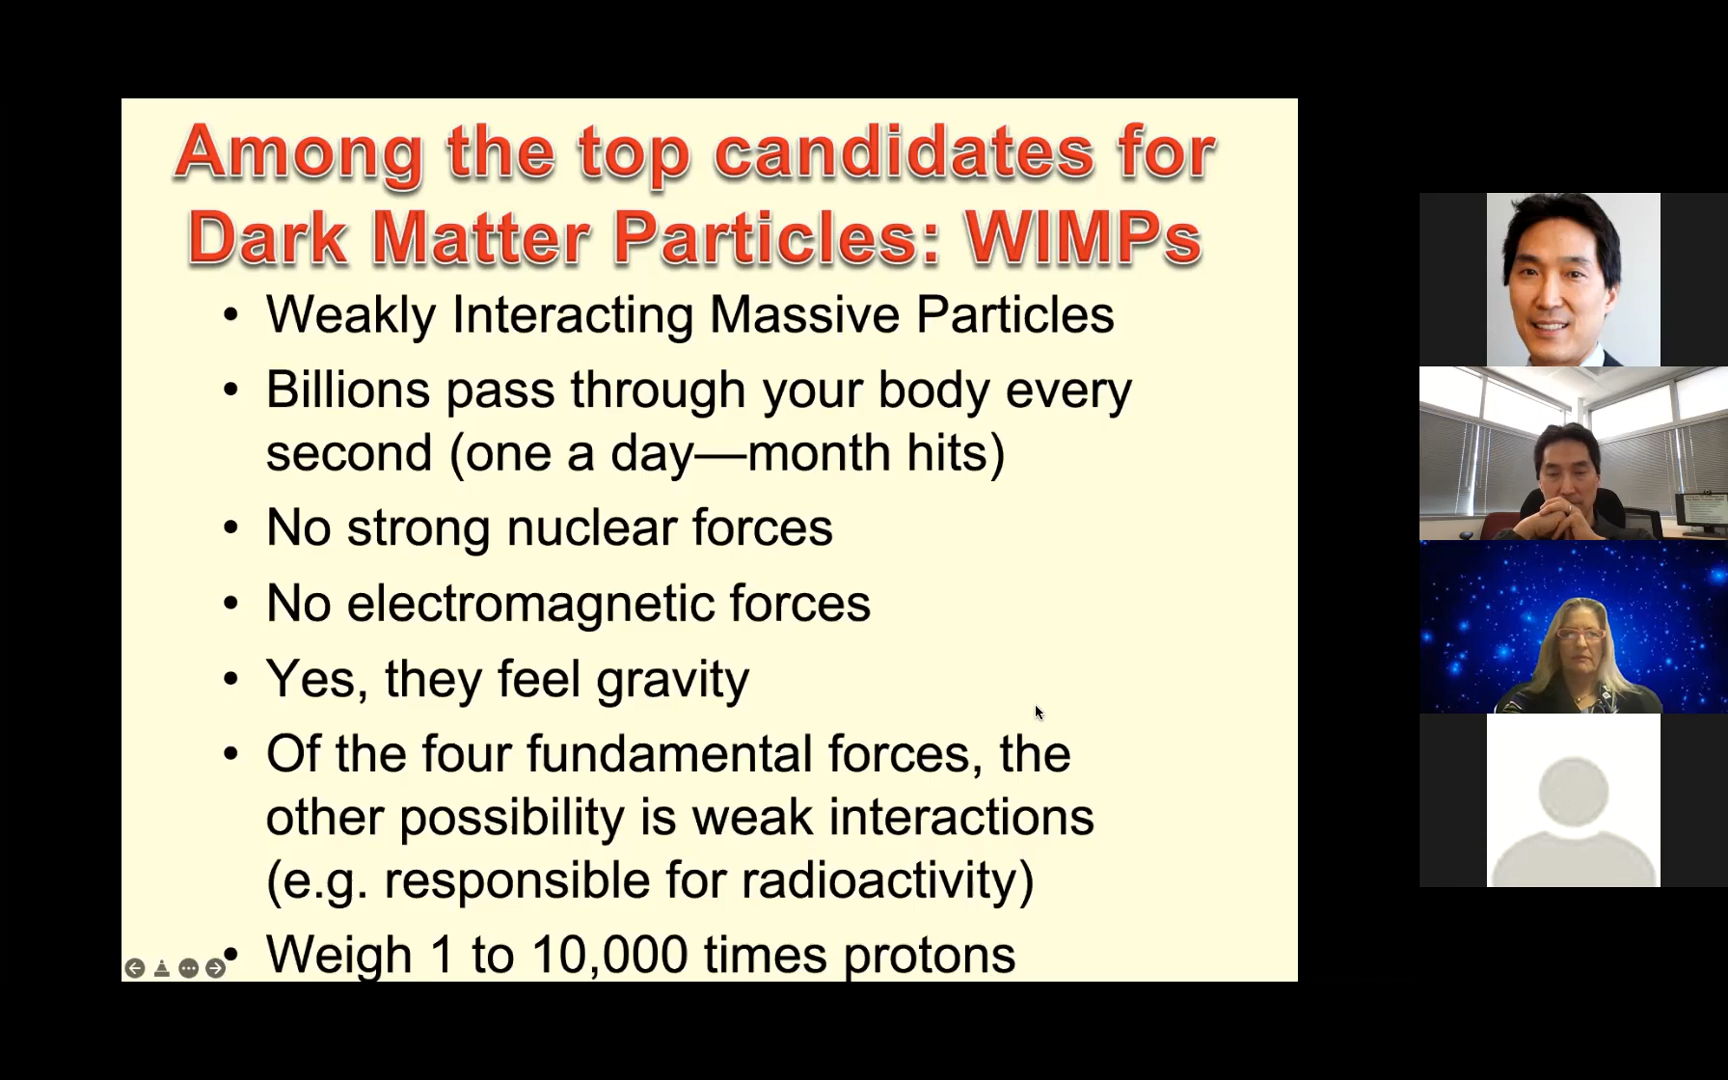 Among the top candidates for
Dark Matter Particles: WIMPs
• Weakly Interacting Massive Particles
• Billions pass through your body every
second (one a day—month hits)
• No strong nuclear forces
• No electromagnetic forces
• Yes, they feel gravity
• Of the four fundamental forces, the
other possibility is weak interactions
(e.g. responsible for radioactivity)
• Weigh 1 to 10,000 times protons